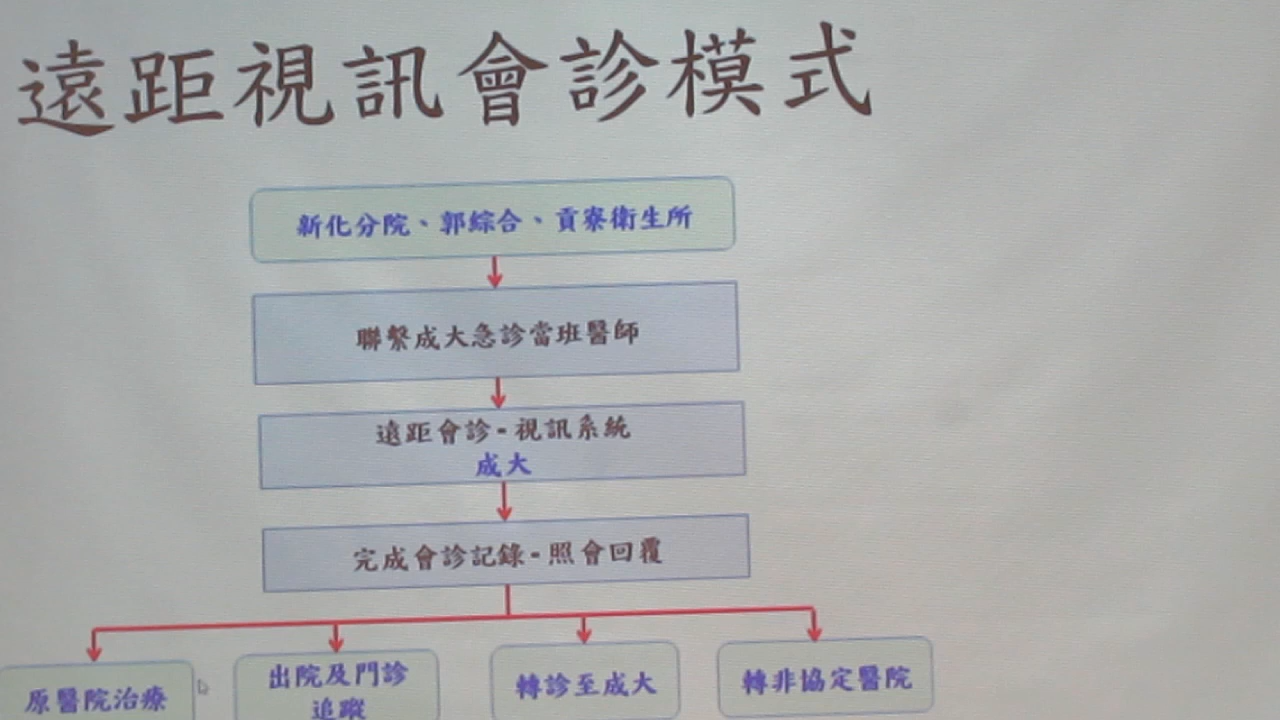 遠距視訊會診模式
新化分院、郭綜合、貢寮衛生所
聯繫成大急診當班醫師
遠距會診-視訊系統
成大
完成會診記錄-照會回覆
原醫院治療
出院及門診
追蹤
轉診至成大
轉非協定醫院